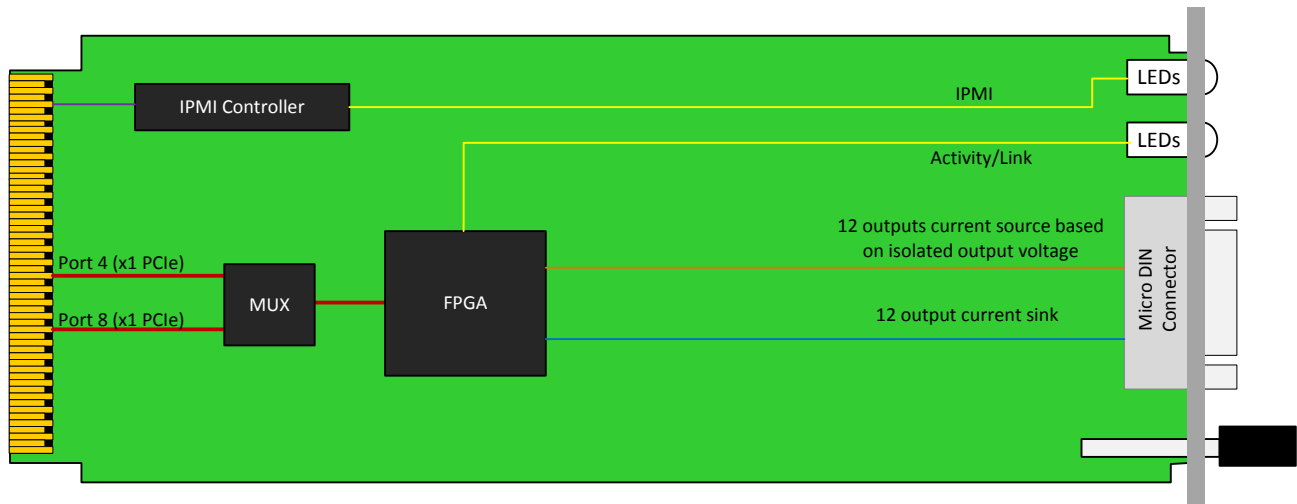 LEDs
IPMI Controller
IPMI
LEDs
Activity/Link
12 outputs current source based
on isolated output voltage
Port 4 (x1 PCIe)
MUX
FPGA
Micro DIN
Connector
Port 8 (x1 PCIe)
12 output current sink